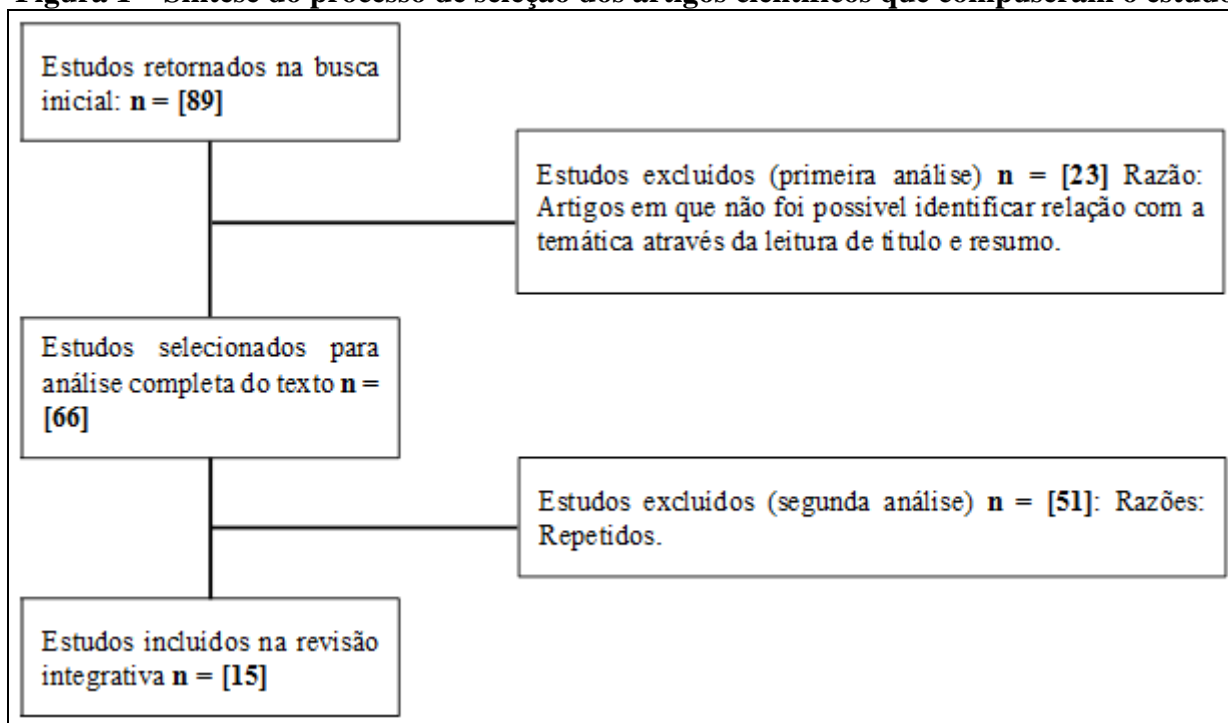 Figura 1 – Síntese do processo de seleção dos artigos científicos que compuseram o estudo
Estudos retornados na busca
inicial: n = [89]
Estudos excluídos (primeira análise) n = [23] Razão:
Artigos em que não foi possível identificar relação com a
temática através da leitura de título e resumo.
Estudos selecionados para
análise completa do texto n =
[66]
Estudos excluídos (segunda análise) n = [51]: Razões:
Repetidos.
Estudos incluídos na revisão
integrativa n = [15]